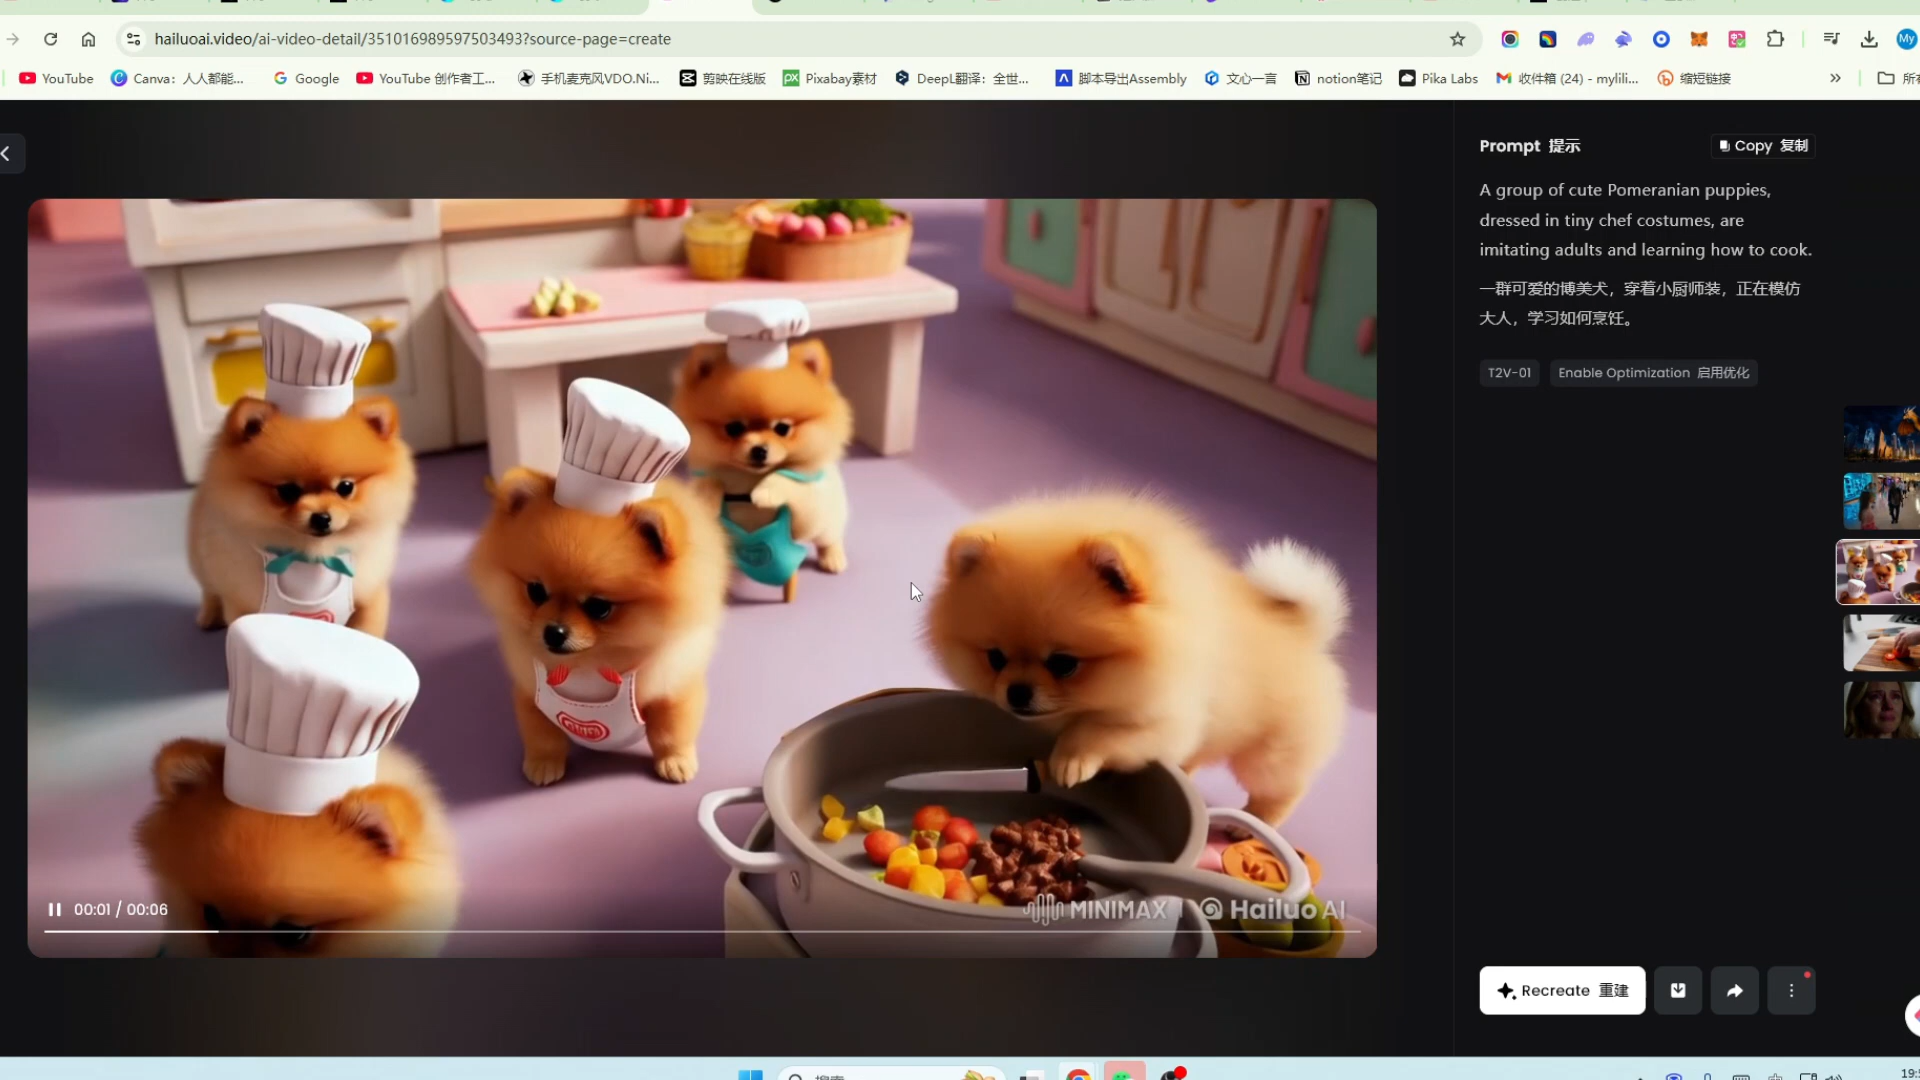 hailuoai.video/ai-video-detail/351016989597503493?source-page=create
My
YouTube
Canva：人人都能...
Google
YouTube 创作者工...
手机麦克风VDO.Ni...
剪映在线版
Pixabay素材
DeepL翻译：全世...
脚本导出Assembly
文心一言
notion笔记
Pika Labs
收件箱 (24) - mylili...
缩短链接
Prompt 提示
Copy 复制
A group of cute Pomeranian puppies,
dressed in tiny chef costumes, are
imitating adults and learning how to cook.
一群可爱的博美犬，穿着小厨师装，正在模仿
大人，学习如何烹饪。
T2V-01
Enable Optimization 启用优化
00:01 / 00:06
MINIMAX
Hailuo AI
Recreate 重建